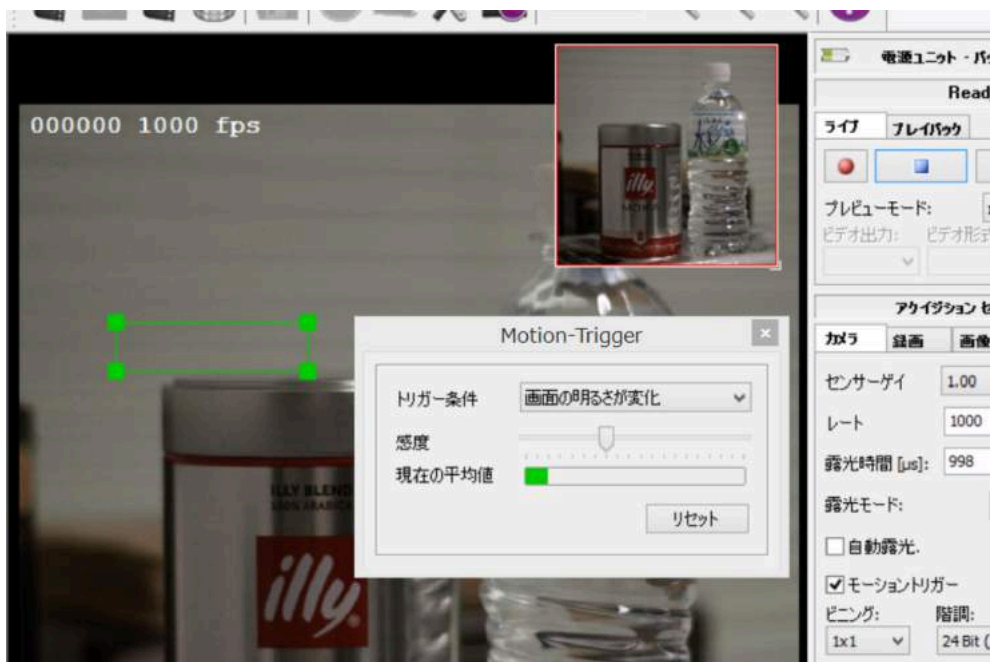 000000 1000 fps
illy
MOKA
Motion-Trigger
トリガー条件
画面の明るさが変化
感度
現在の平均値
リセット
ILLY BLEND
100% ARABICA
illy
電源ユニット・バッ
Read
ライブ
プレイバック
プレビューモード:
ビデオ出力:
ビデオ形式
アクイジション セ
カメラ
録画
画像
センサーゲイ
1.00
レート
1000
露光時間 [μs]:
998
露光モード:
自動露光.
モーショントリガー
ビニング:
階調:
1x1
24 Bit (